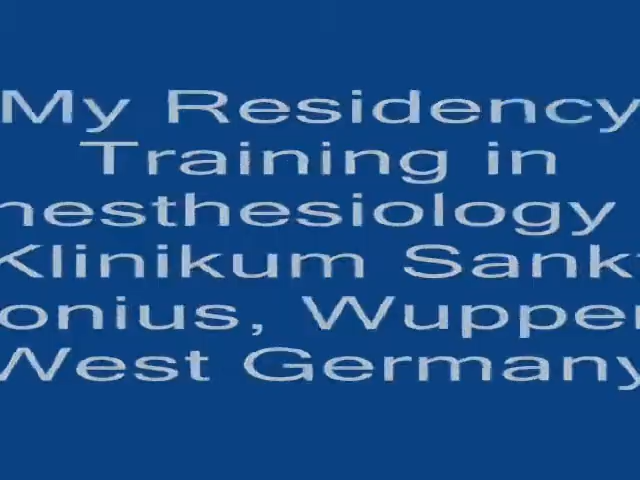 My Residency
Training in
nesthesiology
Klinikum Sankt
onius, Wupper
West Germany